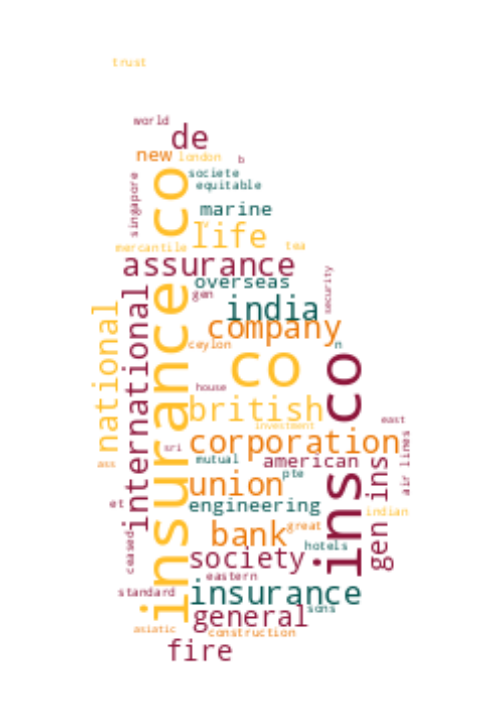 trust
world
de
new
london
b
societe
equitable
singapore
marine
v
life
mercantile
tea
assurance
overseas
security
gen
india
company
ceylon
n
insurance co
national
international
co
ins co
house
british
investment
east
corporation
sri
mutual
american
ass
pte
air lines
gen ins
union
et
engineering
indian
bank
great
ceased
hotels
society
eastern
standard
insurance
sons
general
asiatic
construction
fire